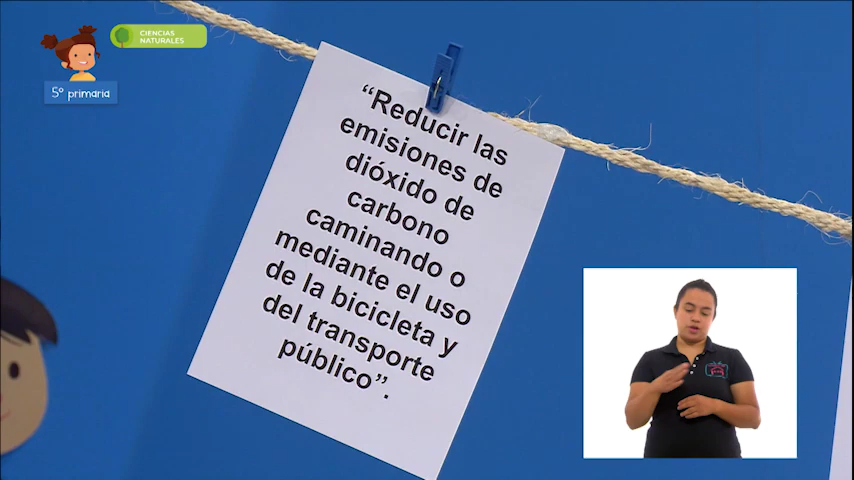 CIENCIAS
NATURALES
5° primaria
“Reducir las
emisiones de
dióxido de
carbono
caminando o
mediante el uso
de la bicicleta y
del transporte
público”.